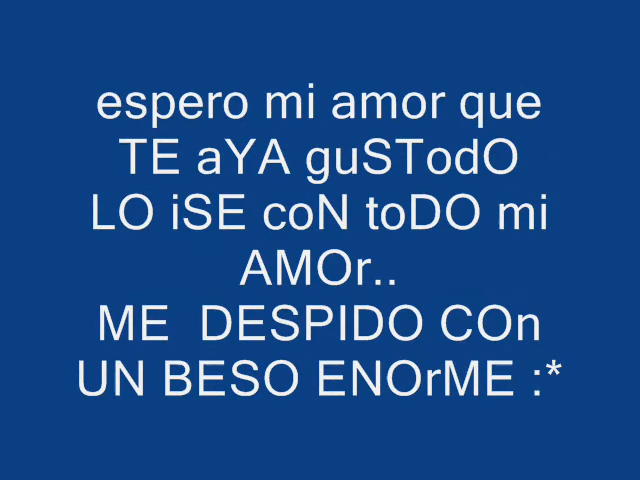 espero mi amor que
TE aYA guSTodO
LO iSE coN toDO mi
AMOr..
ME  DESPIDO COn
UN BESO ENOrME :*